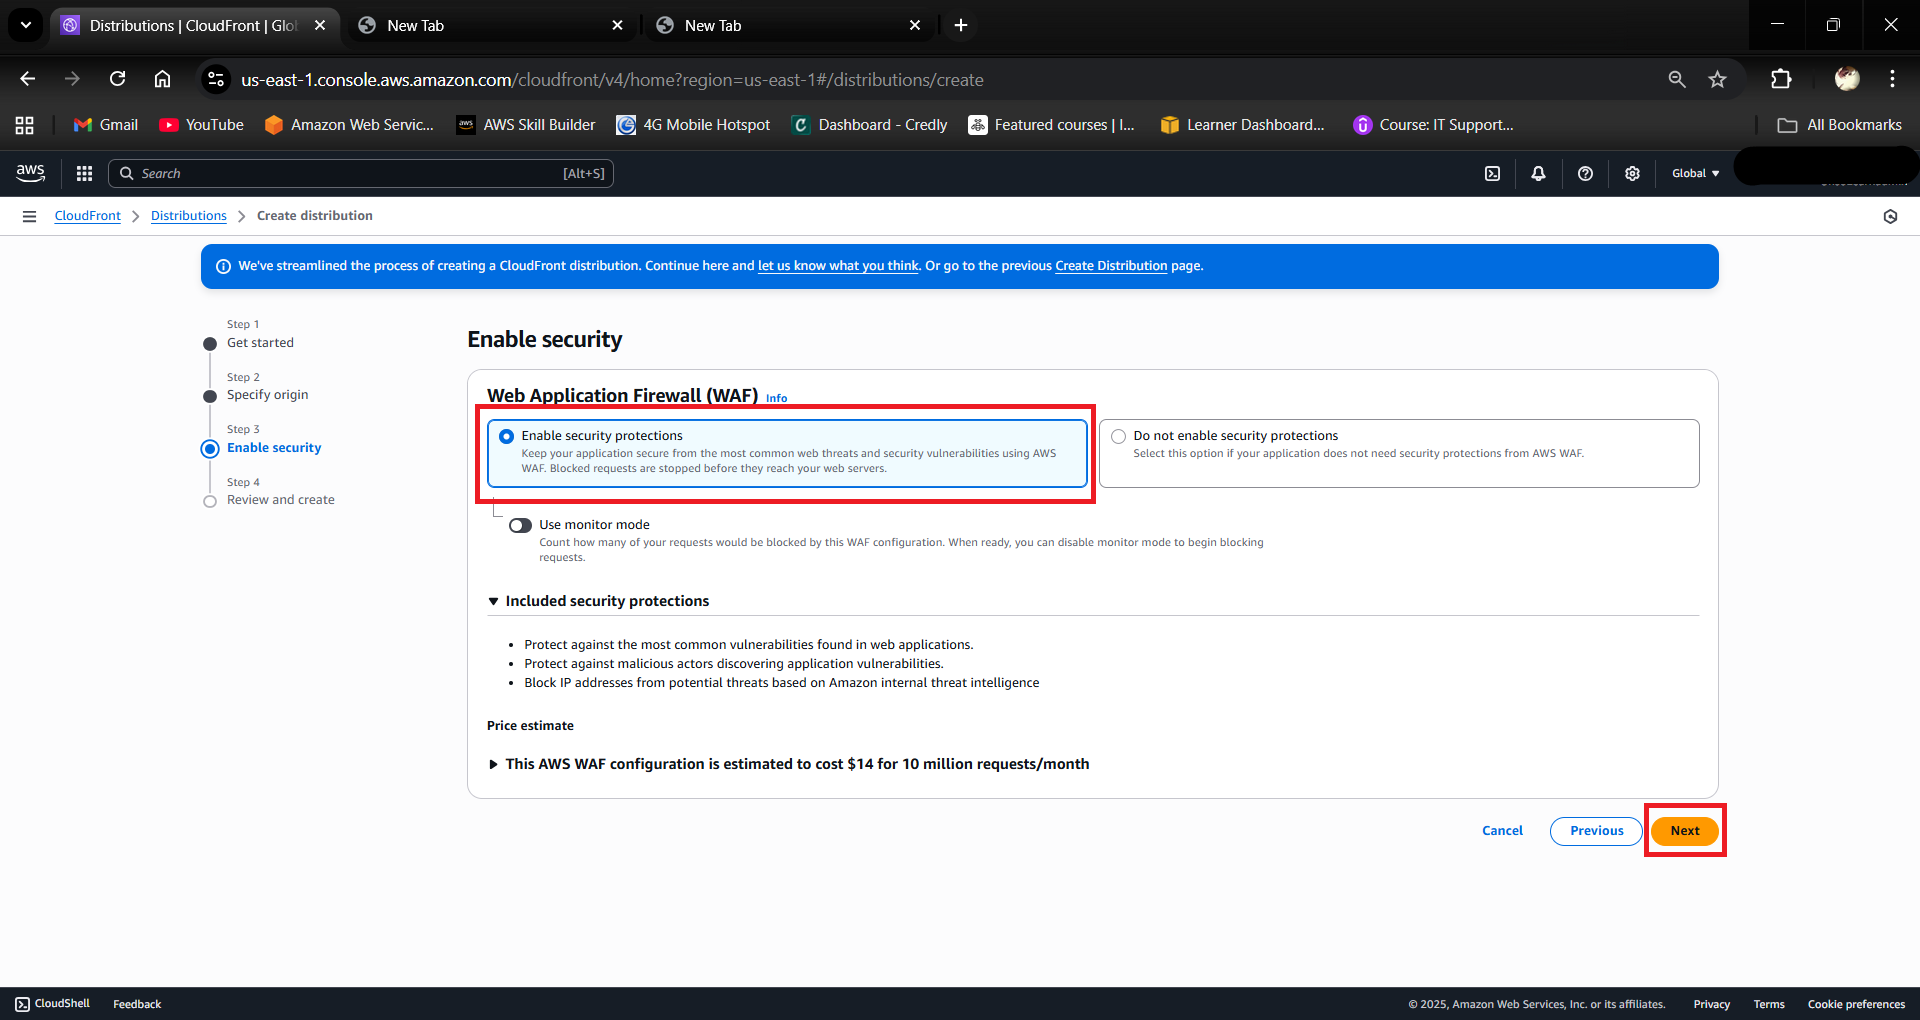 Distributions | CloudFront | Glo
New Tab
New Tab
us-east-1.console.aws.amazon.com/cloudfront/v4/home?region=us-east-1#/distributions/create
Gmail
YouTube
Amazon Web Servic...
AWS Skill Builder
4G Mobile Hotspot
Dashboard - Credly
Featured courses | I...
Learner Dashboard...
Course: IT Support...
All Bookmarks
aws
Search
[Alt+S]
Global
CloudFront
Distributions
Create distribution
We've streamlined the process of creating a CloudFront distribution. Continue here and let us know what you think. Or go to the previous Create Distribution page.
Step 1
Get started
Step 2
Specify origin
Step 3
Enable security
Step 4
Review and create
Enable security
Web Application Firewall (WAF) Info
Enable security protections
Keep your application secure from the most common web threats and security vulnerabilities using AWS
WAF. Blocked requests are stopped before they reach your web servers.
Do not enable security protections
Select this option if your application does not need security protections from AWS WAF.
Use monitor mode
Count how many of your requests would be blocked by this WAF configuration. When ready, you can disable monitor mode to begin blocking
requests.
Included security protections
• Protect against the most common vulnerabilities found in web applications.
• Protect against malicious actors discovering application vulnerabilities.
• Block IP addresses from potential threats based on Amazon internal threat intelligence
Price estimate
This AWS WAF configuration is estimated to cost $14 for 10 million requests/month
Cancel
Previous
Next
CloudShell
Feedback
© 2025, Amazon Web Services, Inc. or its affiliates.
Privacy
Terms
Cookie preferences